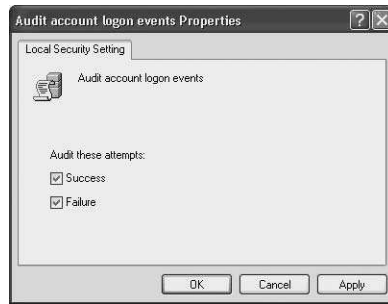 Audit account logon events Properties
Local Security Setting
Audit account logon events
Audit these attempts:
Success
Failure
OK Cancel Apply